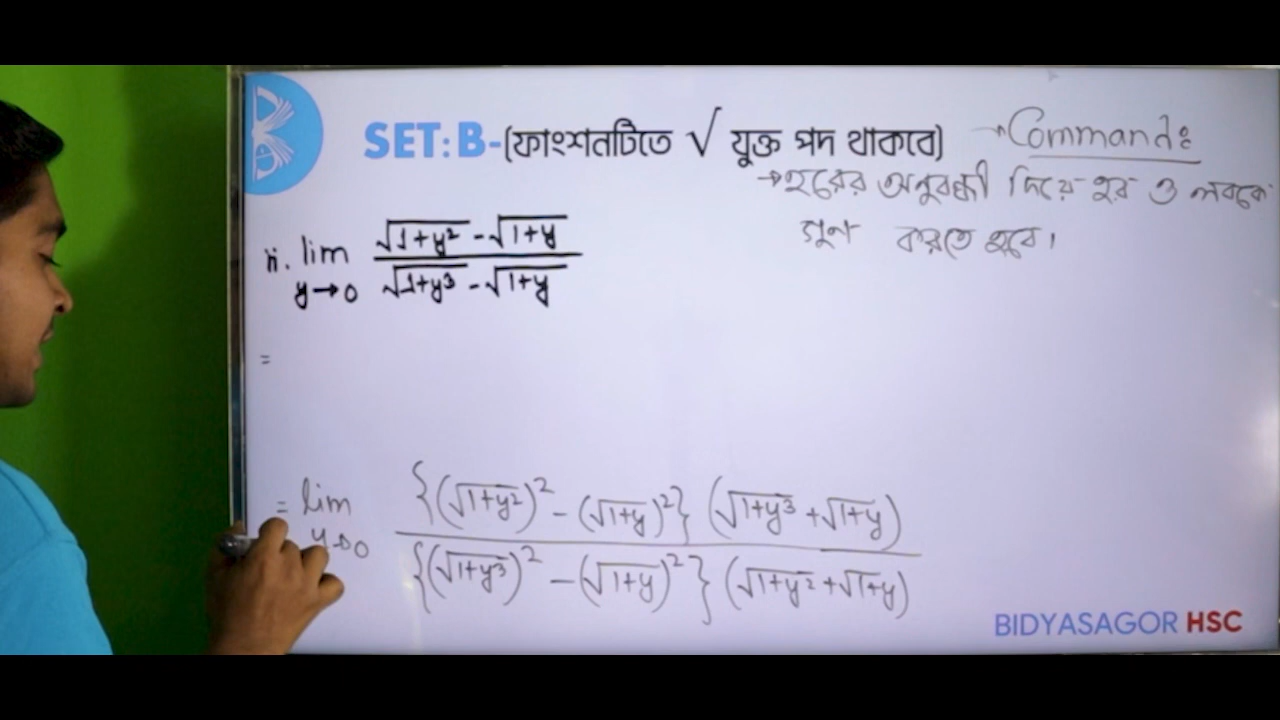 SET: B-(ফাংশনটিতে √ যুক্ত পদ থাকবে)
→ Command:
→ হরের অনুবন্ধী দিয়ে হর ও লবকে
গুণ করতে হবে।
ii. lim y→0 (√(1+y²) - √(1+y)) / (√(1+y³) - √(1+y))
=
= lim y→0 {(√(1+y²))² - (√(1+y))²} (√(1+y³) + √(1+y)) / {(√(1+y³))² - (√(1+y))²} (√(1+y²) + √(1+y))
BIDYASAGOR HSC